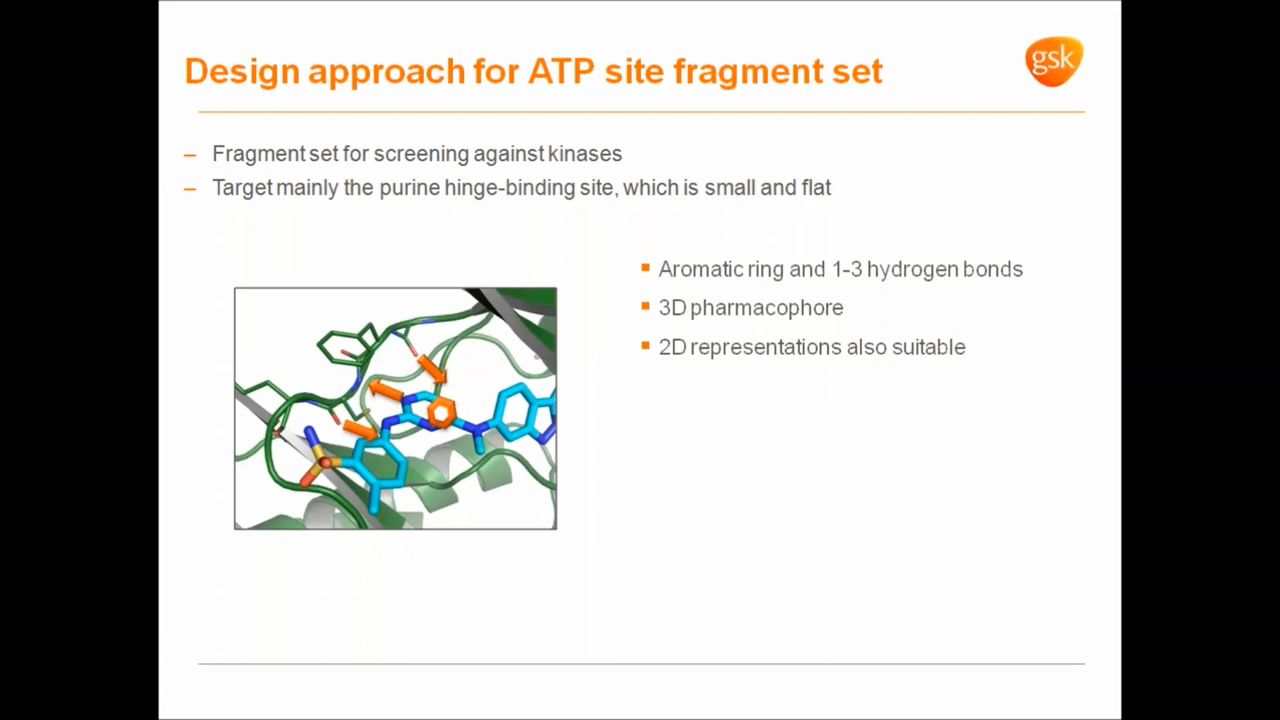 Design approach for ATP site fragment set
gsk
– Fragment set for screening against kinases
– Target mainly the purine hinge-binding site, which is small and flat
▪ Aromatic ring and 1-3 hydrogen bonds
▪ 3D pharmacophore
▪ 2D representations also suitable